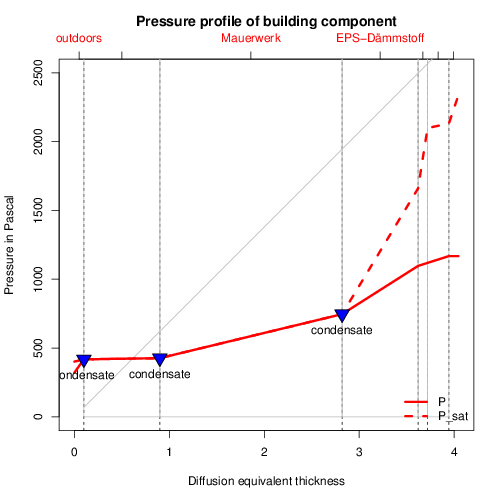 Pressure profile of building component
outdoors Mauerwerk EPS−Dämmstoff
2500
2000
1500
1000
500
0
Pressure in Pascal
condensate
ondensate condensate
P
P_sat
0 1 2 3 4
Diffusion equivalent thickness